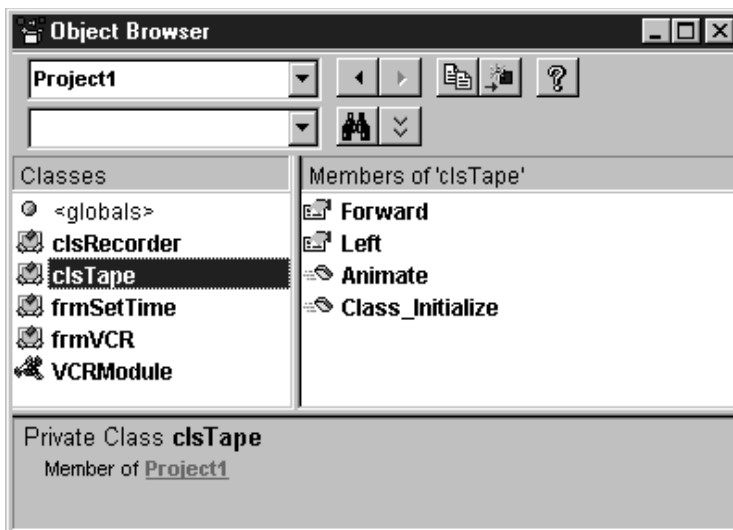 Object Browser
Project1
Classes
<globals>
clsRecorder
clsTape
frmSetTime
frmVCR
VCRModule
Members of 'clsTape'
Forward
Left
Animate
Class_Initialize
Private Class clsTape
Member of Project1